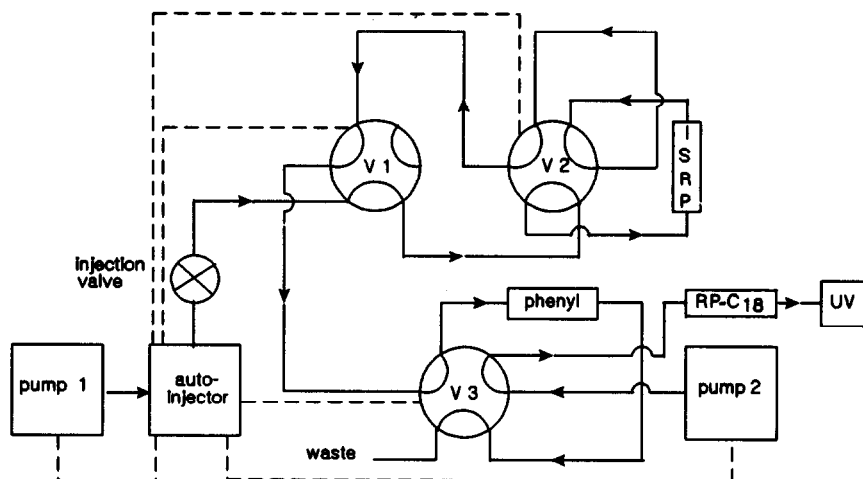 V 1
V 2
I S R P
injection
valve
phenyl
RP-C18
UV
pump 1
auto-
injector
V 3
pump 2
waste